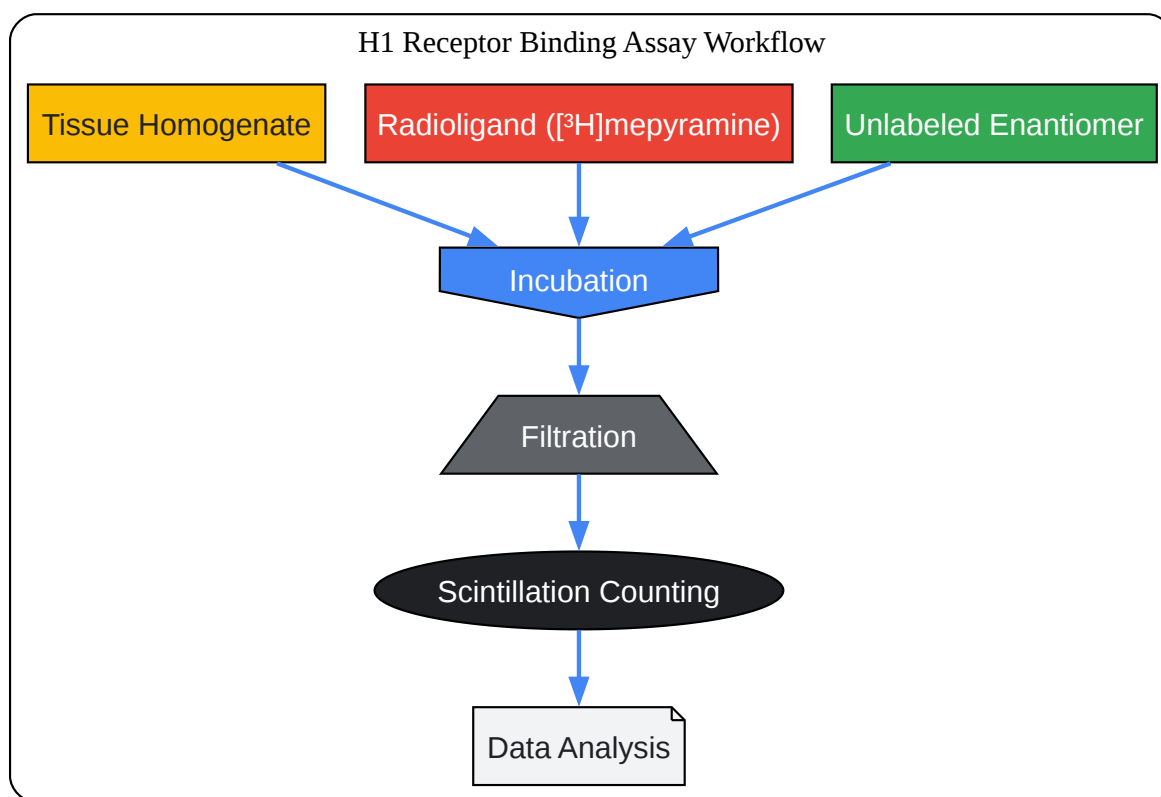 H1 Receptor Binding Assay Workflow
Tissue Homogenate
Radioligand ([³H]mepyramine)
Unlabeled Enantiomer
Incubation
Filtration
Scintillation Counting
Data Analysis